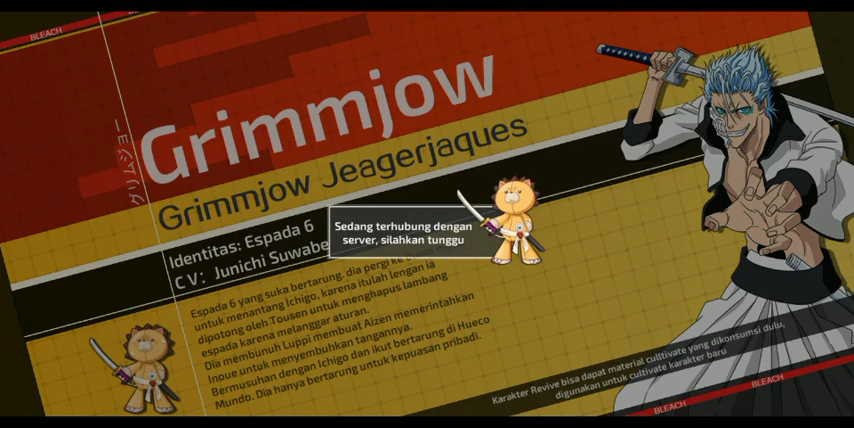 BLEACH
BLEACH
グリムジョー
Grimmjow
Grimmjow Jeagerjaques
Identitas: Espada 6
CV: Junichi Suwabe
Sedang terhubung dengan
server, silahkan tunggu
Espada 6 yang suka bertarung, dia pergi ke
untuk menantang Ichigo, karena itulah lengan ia
dipotong oleh Tousen untuk menghapus lambang
espada karena melanggar aturan.
Dia membunuh Luppi membuat Aizen memerintahkan
Inoue untuk menyembuhkan tangannya.
Bermusuhan dengan Ichigo dan ikut bertarung di Hueco
Mundo. Dia hanya bertarung untuk kepuasan pribadi.
Karakter Revive bisa dapat material culltivate yang dikonsumsi dulu,
digunakan untuk cultivate karakter baru
BLEACH
BLEACH